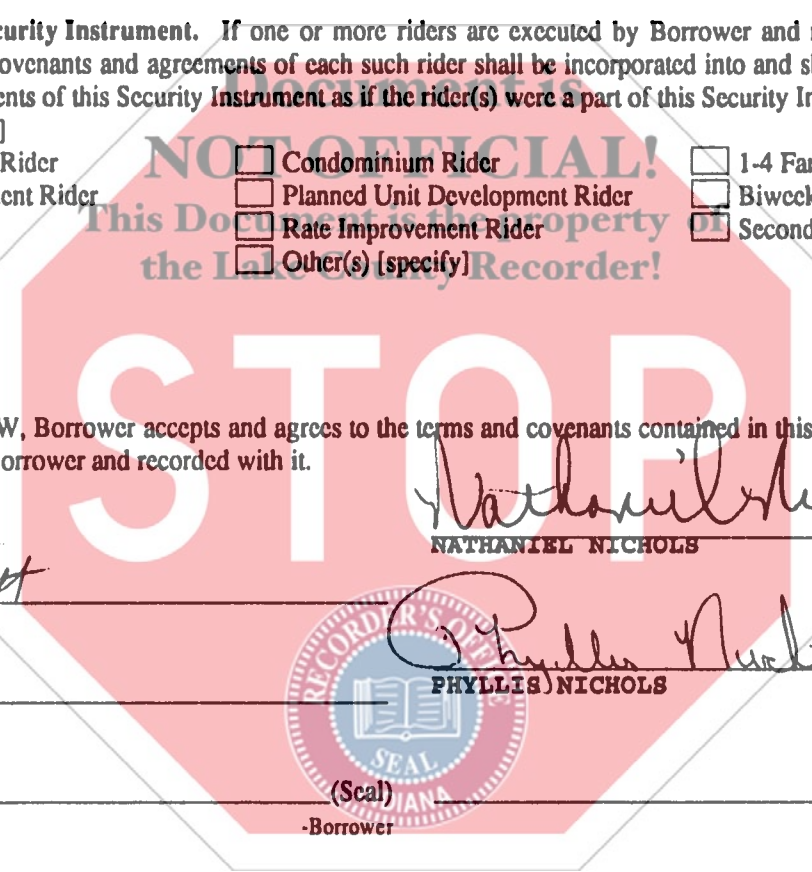 curity Instrument. If one or more riders are executed by Borrower and
ovenants and agreements of each such rider shall be incorporated into and sh
ents of this Security Instrument as if the rider(s) were a part of this Security In
]
Document is
NOT OFFICIAL!
This Document is the property of
the Lake County Recorder!
Rider
ent Rider
Condominium Rider
Planned Unit Development Rider
Rate Improvement Rider
Other(s) [specify]
1-4 Fa
Biweek
Second
STOP
W, Borrower accepts and agrees to the terms and covenants contained in this
orrower and recorded with it.
NATHANIEL NICHOLS
PHYLLIS NICHOLS
RECORDER'S OFFICE
SEAL
INDIANA
(Seal)
-Borrower